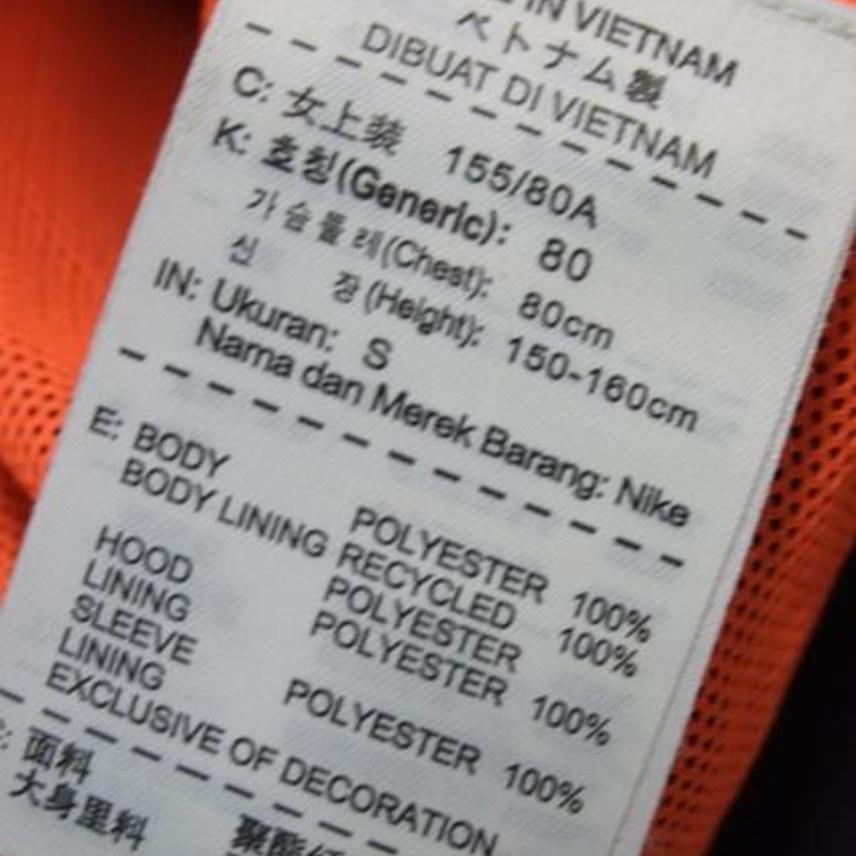 IN VIETNAM
ベトナム製
DIBUAT DI VIETNAM
C: 女上装 155/80A
K: 호칭(Generic): 80
가슴둘레(Chest): 80cm
신 장(Height): 150-160cm
IN: Ukuran: S
Nama dan Merek Barang: Nike
E: BODY POLYESTER 100%
BODY LINING RECYCLED
POLYESTER 100%
HOOD
LINING POLYESTER 100%
SLEEVE
LINING POLYESTER 100%
EXCLUSIVE OF DECORATION
面料
大身里料 聚酯